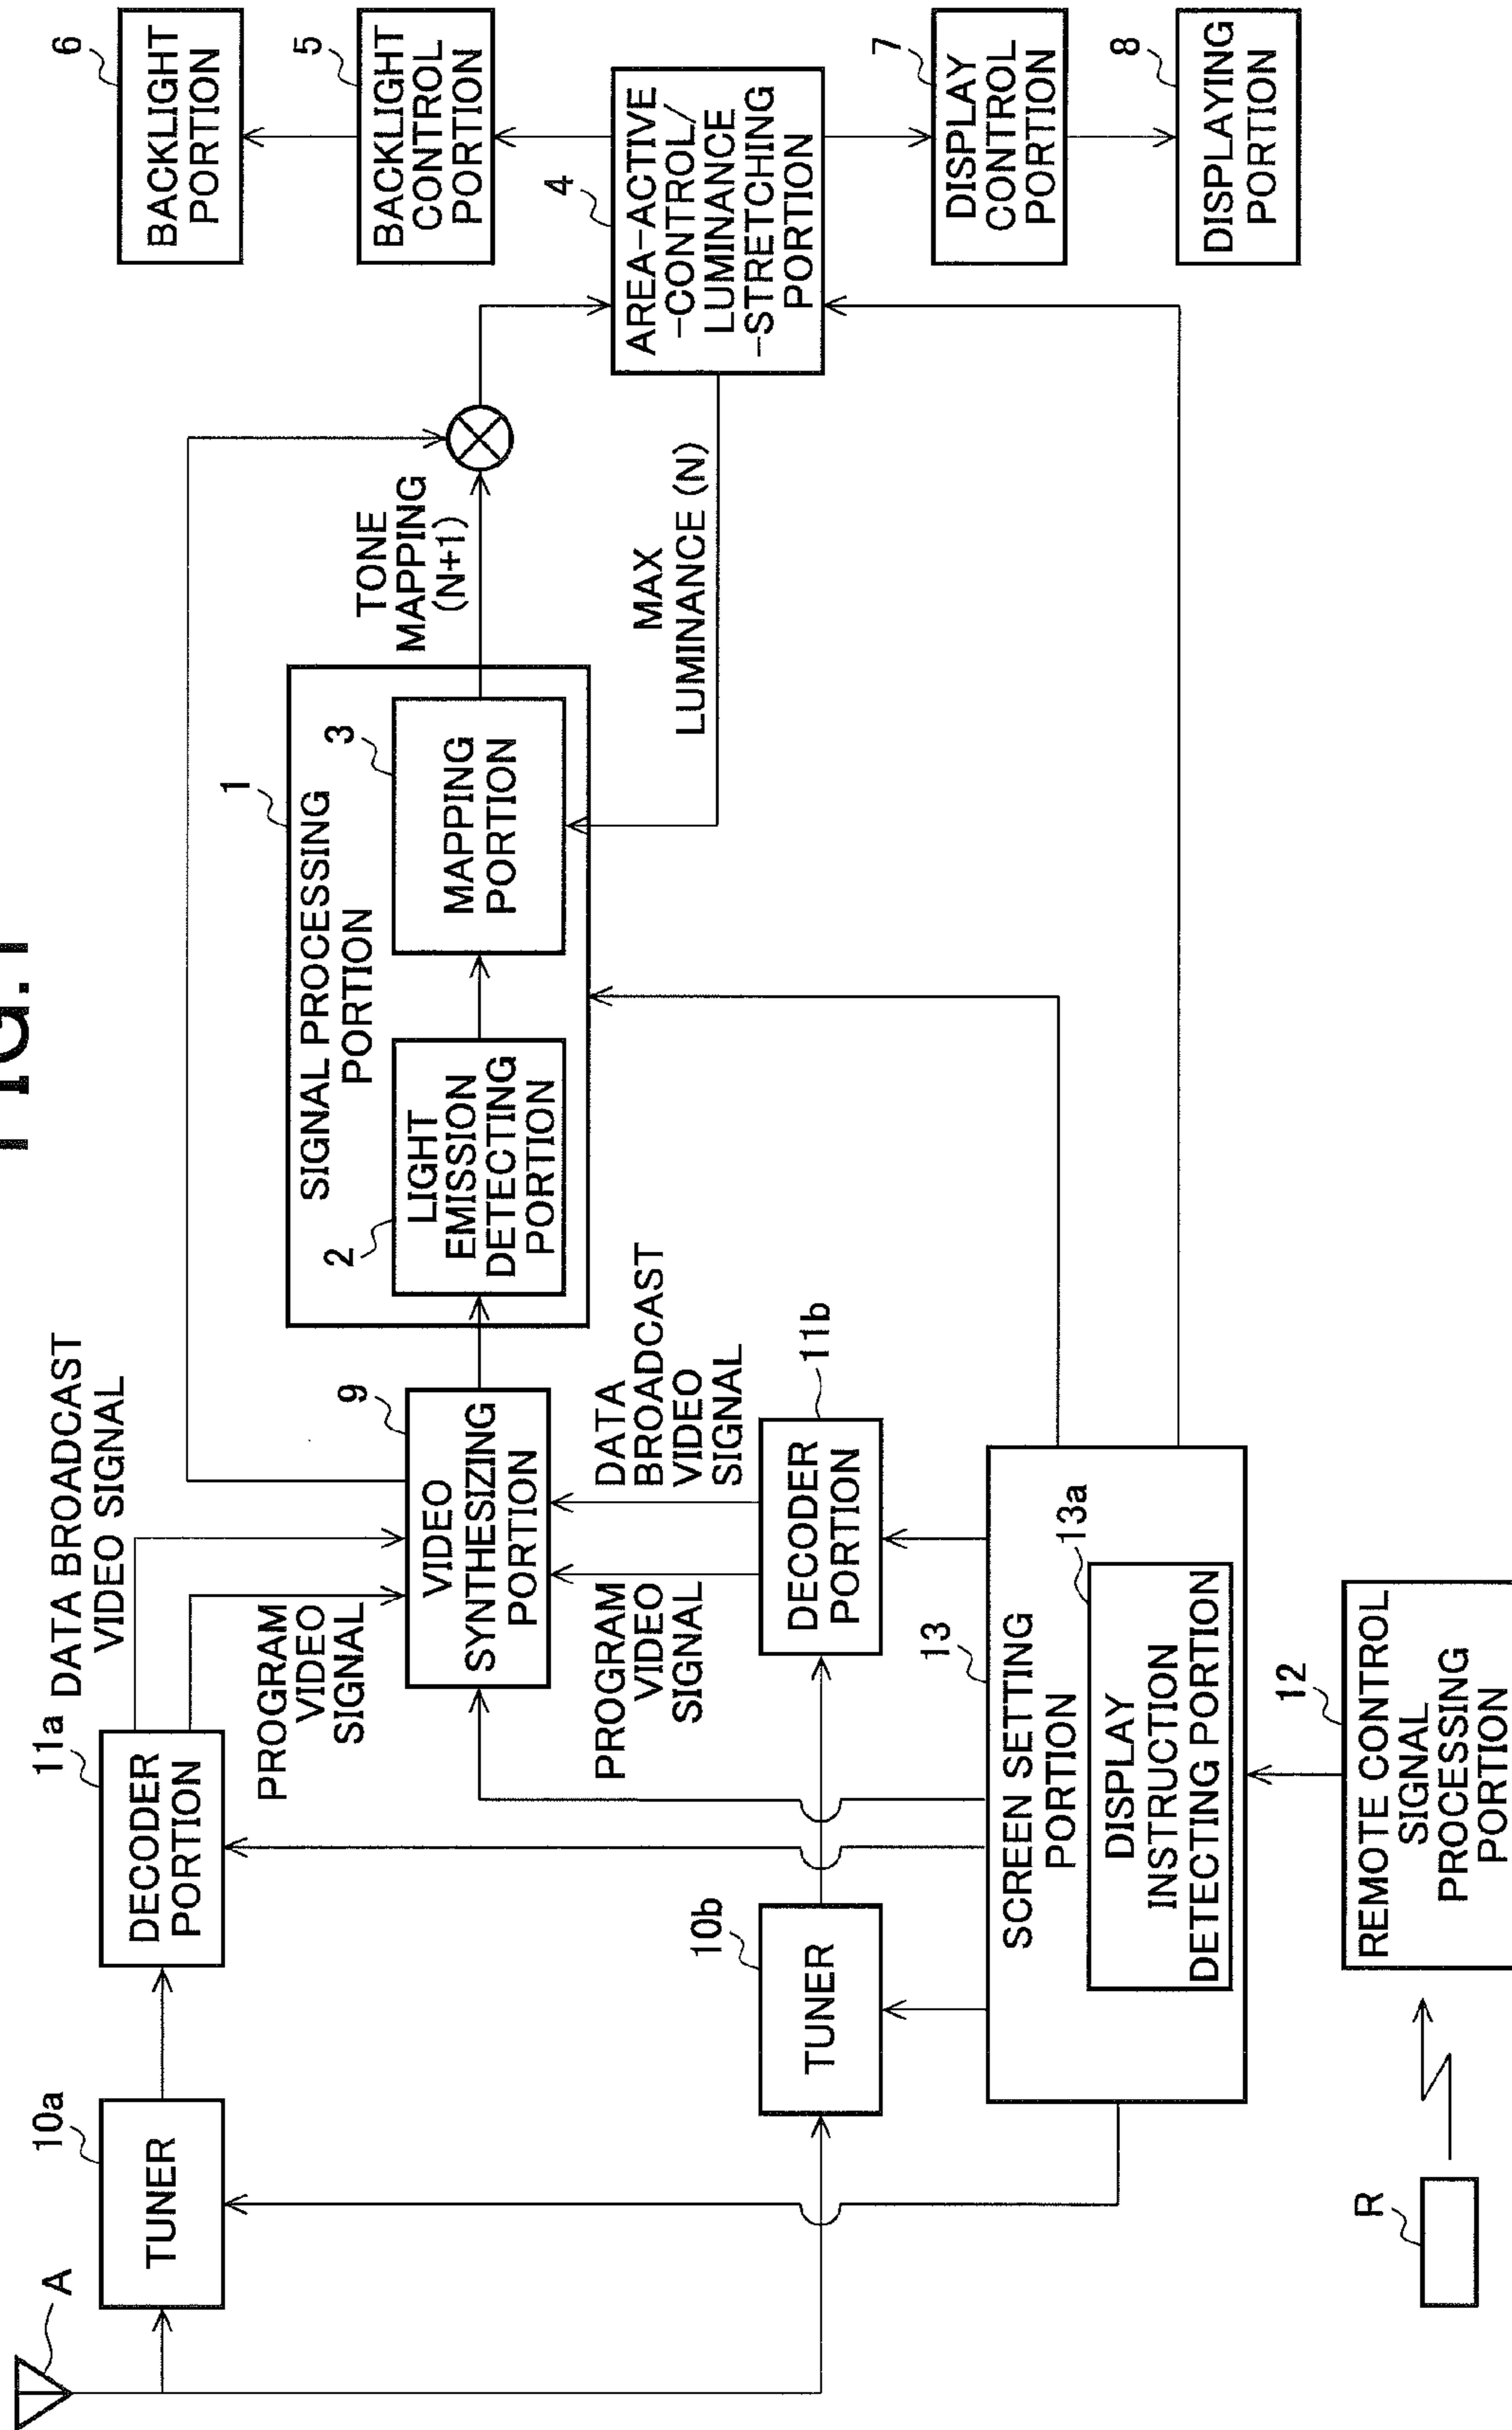 FIG.1
A
10a
TUNER
11a
DECODER
PORTION
DATA BROADCAST
VIDEO SIGNAL
PROGRAM
VIDEO
SIGNAL
9
VIDEO
SYNTHESIZING
PORTION
PROGRAM
VIDEO
SIGNAL
DATA
BROADCAST
VIDEO
SIGNAL
10b
TUNER
11b
DECODER
PORTION
1
SIGNAL PROCESSING
PORTION
2
LIGHT
EMISSION
DETECTING
PORTION
3
MAPPING
PORTION
TONE
MAPPING
(N+1)
MAX
LUMINANCE (N)
4
AREA-ACTIVE
-CONTROL/
LUMINANCE
-STRETCHING
PORTION
6
BACKLIGHT
PORTION
5
BACKLIGHT
CONTROL
PORTION
7
DISPLAY
CONTROL
PORTION
8
DISPLAYING
PORTION
13
SCREEN SETTING
PORTION
13a
DISPLAY
INSTRUCTION
DETECTING PORTION
12
REMOTE CONTROL
SIGNAL
PROCESSING
PORTION
R